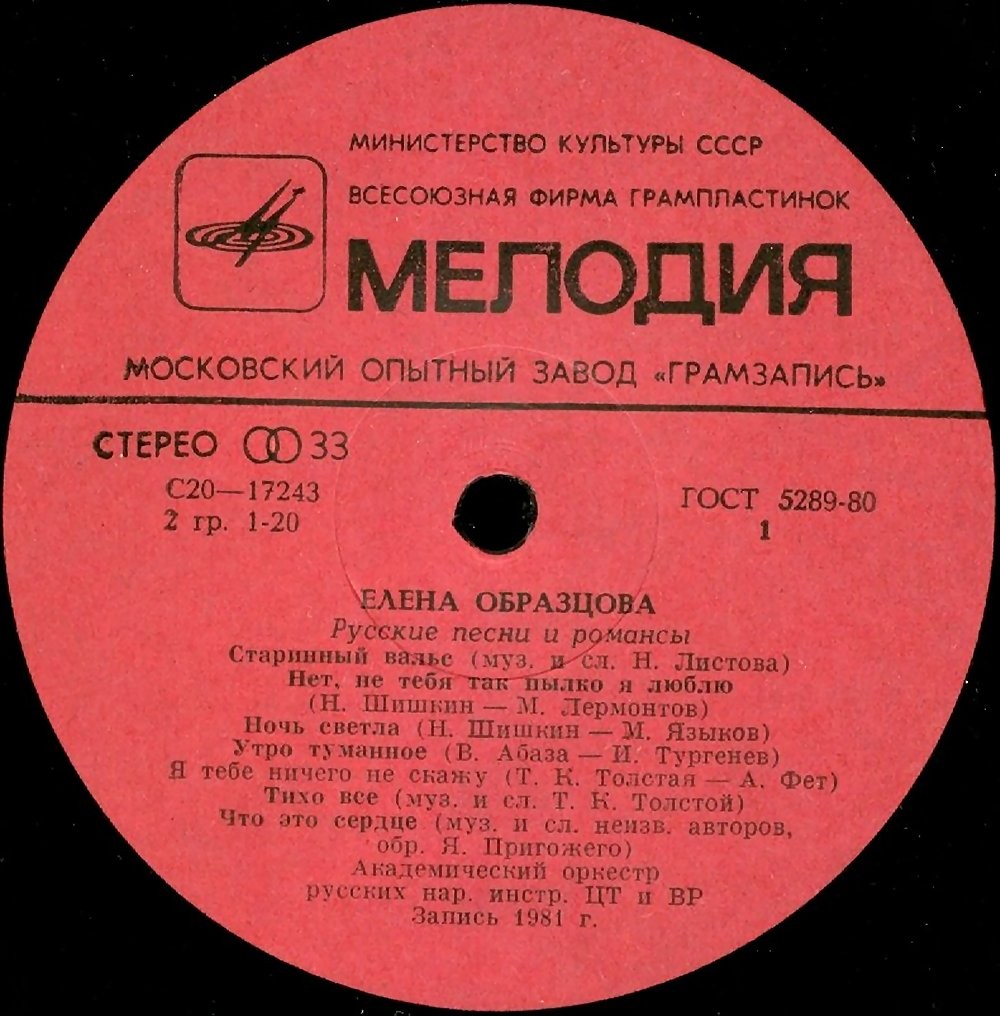 МИНИСТЕРСТВО КУЛЬТУРЫ СССР
ВСЕСОЮЗНАЯ ФИРМА ГРАМПЛАСТИНОК
МЕЛОДИЯ
МОСКОВСКИЙ ОПЫТНЫЙ ЗАВОД «ГРАМЗАПИСЬ»
СТЕРЕО 33
С20—17243
2 гр. 1-20
ГОСТ 5289-80
1
ЕЛЕНА ОБРАЗЦОВА
Русские песни и романсы
Старинный вальс (муз. и сл. Н. Листова)
Нет, не тебя так пылко я люблю
(Н. Шишкин — М. Лермонтов)
Ночь светла (Н. Шишкин — М. Языков)
Утро туманное (В. Абаза — И. Тургенев)
Я тебе ничего не скажу (Т. К. Толстая — А. Фет)
Тихо все (муз. и сл. Т. К. Толстой)
Что это сердце (муз. и сл. неизв. авторов,
обр. Я. Пригожего)
Академический оркестр
русских нар. инстр. ЦТ и ВР
Запись 1981 г.